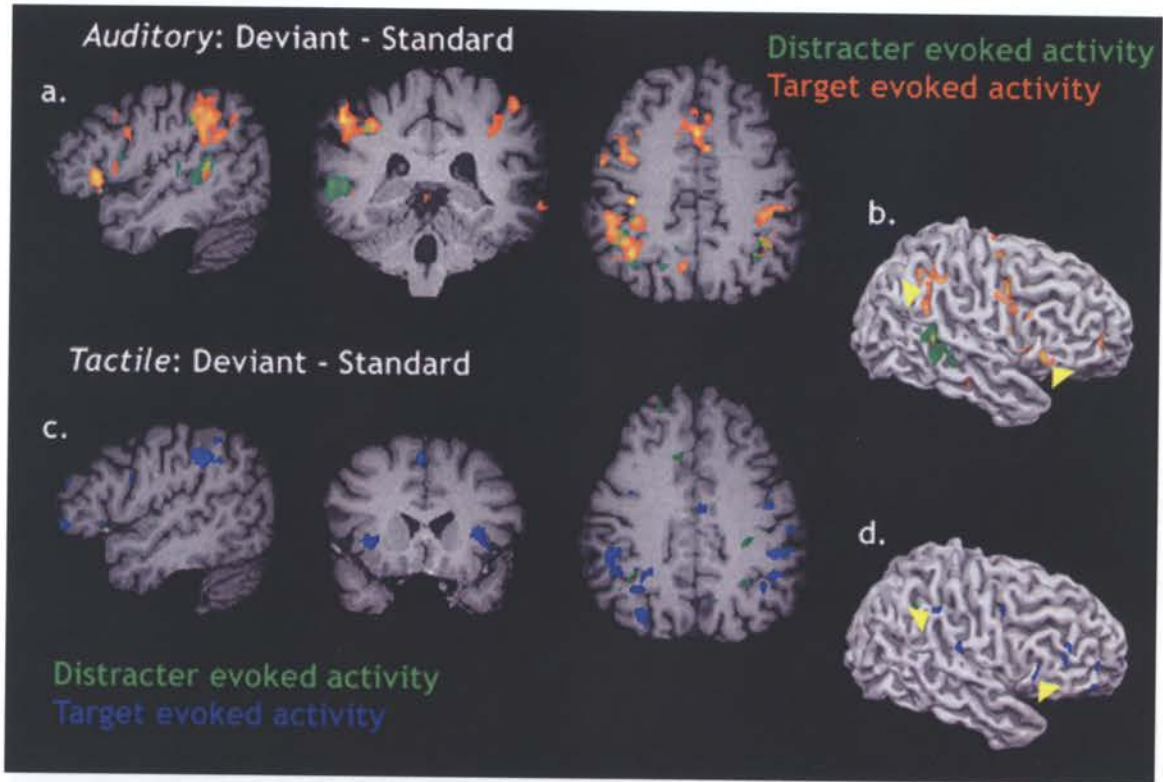 Auditory: Deviant - Standard
Distracter evoked activity
Target evoked activity
a.
b.
Tactile: Deviant - Standard
c.
d.
Distracter evoked activity
Target evoked activity